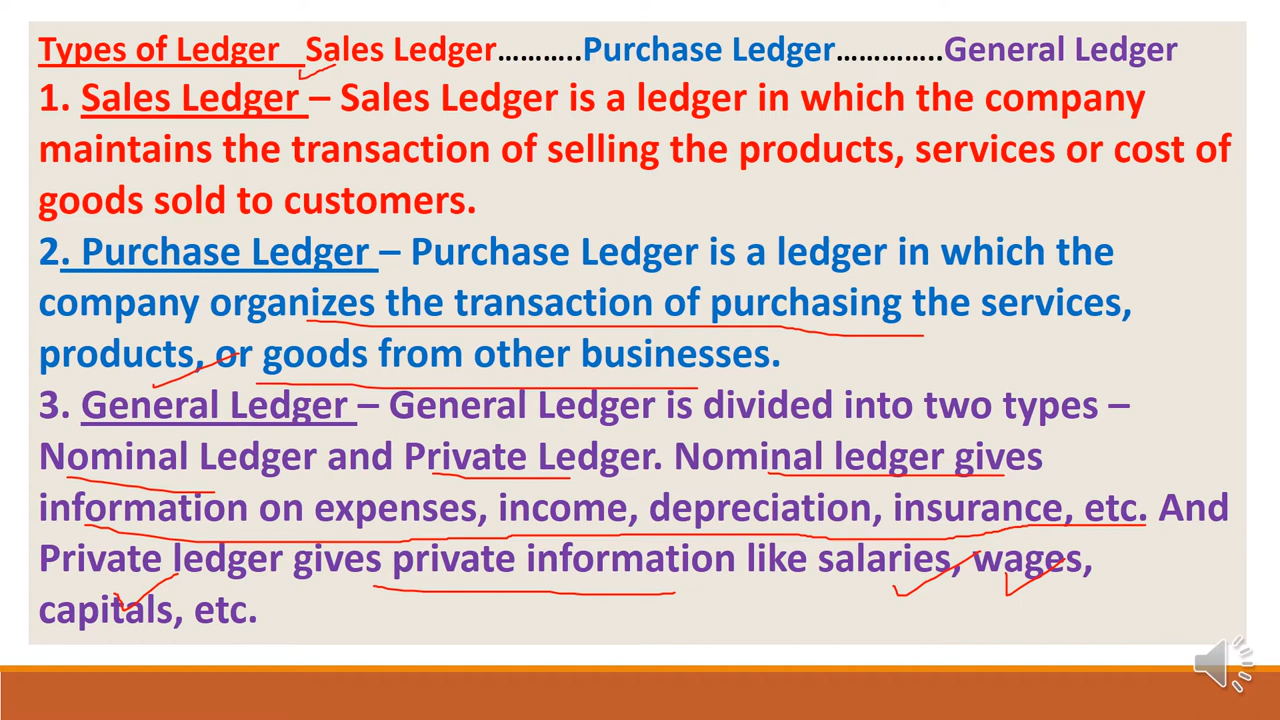 Types of Ledger Sales Ledger………..Purchase Ledger…………..General Ledger
1. Sales Ledger – Sales Ledger is a ledger in which the company
maintains the transaction of selling the products, services or cost of
goods sold to customers.
2. Purchase Ledger – Purchase Ledger is a ledger in which the
company organizes the transaction of purchasing the services,
products, or goods from other businesses.
3. General Ledger – General Ledger is divided into two types –
Nominal Ledger and Private Ledger. Nominal ledger gives
information on expenses, income, depreciation, insurance, etc. And
Private ledger gives private information like salaries, wages,
capitals, etc.